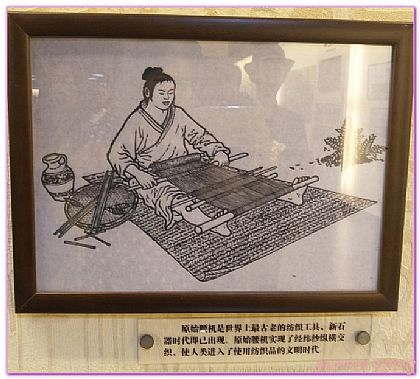 原始腰机是世界上最古老的纺织工具，新石
器时代即已出现。原始腰机实现了经纬纱纵横交
织，使人类进入了使用纺织品的文明时代